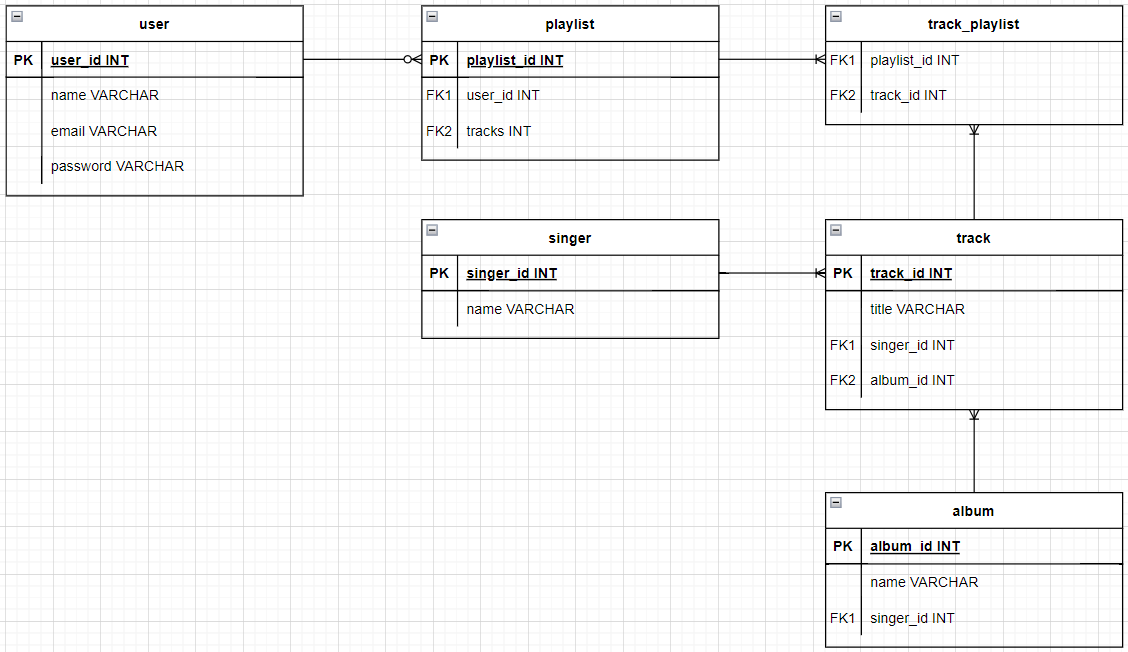 user
PK user_id INT
name VARCHAR
email VARCHAR
password VARCHAR
playlist
PK playlist_id INT
FK1 user_id INT
FK2 tracks INT
track_playlist
FK1 playlist_id INT
FK2 track_id INT
singer
PK singer_id INT
name VARCHAR
track
PK track_id INT
title VARCHAR
FK1 singer_id INT
FK2 album_id INT
album
PK album_id INT
name VARCHAR
FK1 singer_id INT